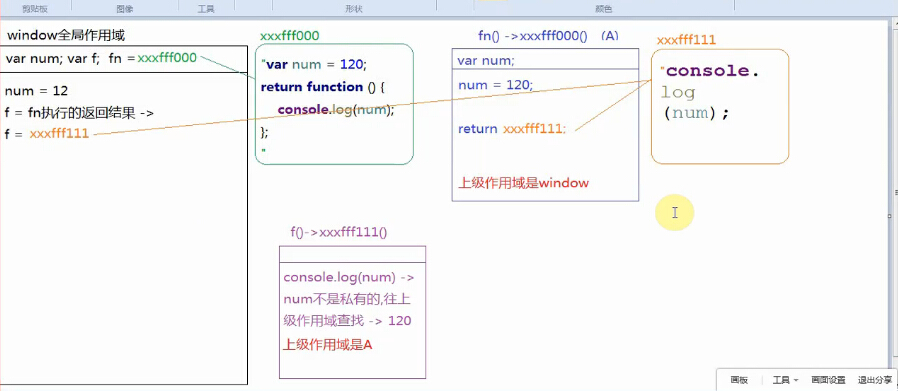 剪贴板 图像 工具 形状 颜色
window全局作用域
var num; var f; fn =xxxfff000
num = 12
f = fn执行的返回结果 ->
f = xxxfff111
xxxfff000
"var num = 120;
return function () {
console.log(num);
};
"
fn() ->xxxfff000() (A)
var num;
num = 120;
return xxxfff111;
上级作用域是window
xxxfff111
"console.
log
(num);
f()->xxxfff111()
console.log(num) ->
num不是私有的,往上
级作用域查找 -> 120
上级作用域是A
画板 工具 画面设置 退出分享